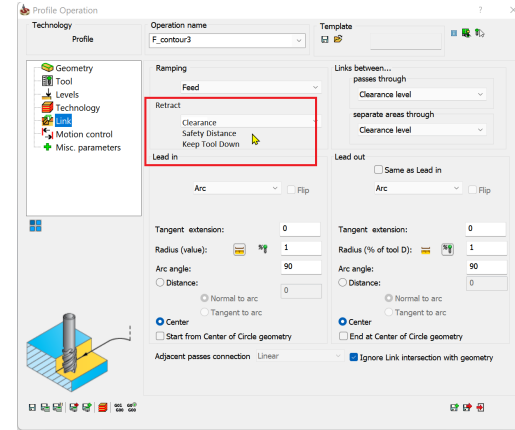 Profile Operation
? ×
Technology
Profile
Operation name
F_contour3
Template
Geometry
Tool
Levels
Technology
Link
Motion control
Misc. parameters
Ramping
Feed
Retract
Clearance
Safety Distance
Keep Tool Down
Links between...
passes through
Clearance level
separate areas through
Clearance level
Lead in
Arc
Flip
Tangent extension:
0
Radius (value):
1
Arc angle:
90
Distance:
0
Normal to arc
Tangent to arc
Center
Start from Center of Circle geometry
Lead out
Same as Lead in
Arc
Flip
Tangent extension:
0
Radius (% of tool D):
1
Arc angle:
90
Distance:
0
Normal to arc
Tangent to arc
Center
End at Center of Circle geometry
Adjacent passes connection Linear
Ignore Link intersection with geometry